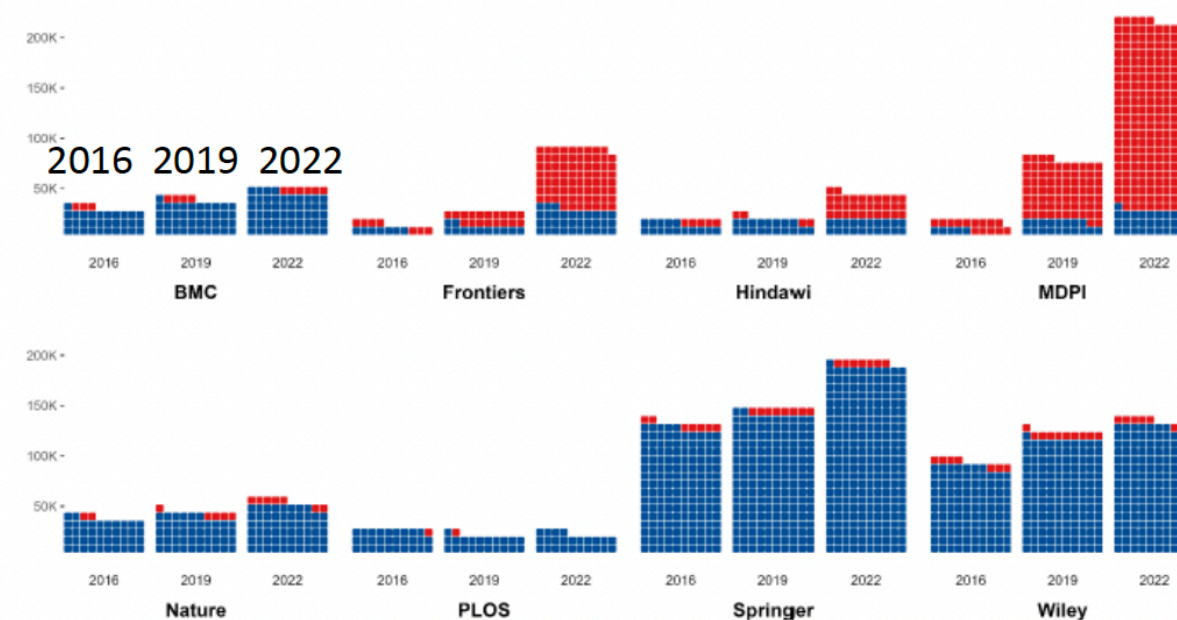 200K
150K
100K
2016 2019 2022
50K
2016 2019 2022 2016 2019 2022 2016 2019 2022 2016 2019 2022
BMC Frontiers Hindawi MDPI
200K
150K
100K
50K
2016 2019 2022 2016 2019 2022 2016 2019 2022 2016 2019 2022
Nature PLOS Springer Wiley